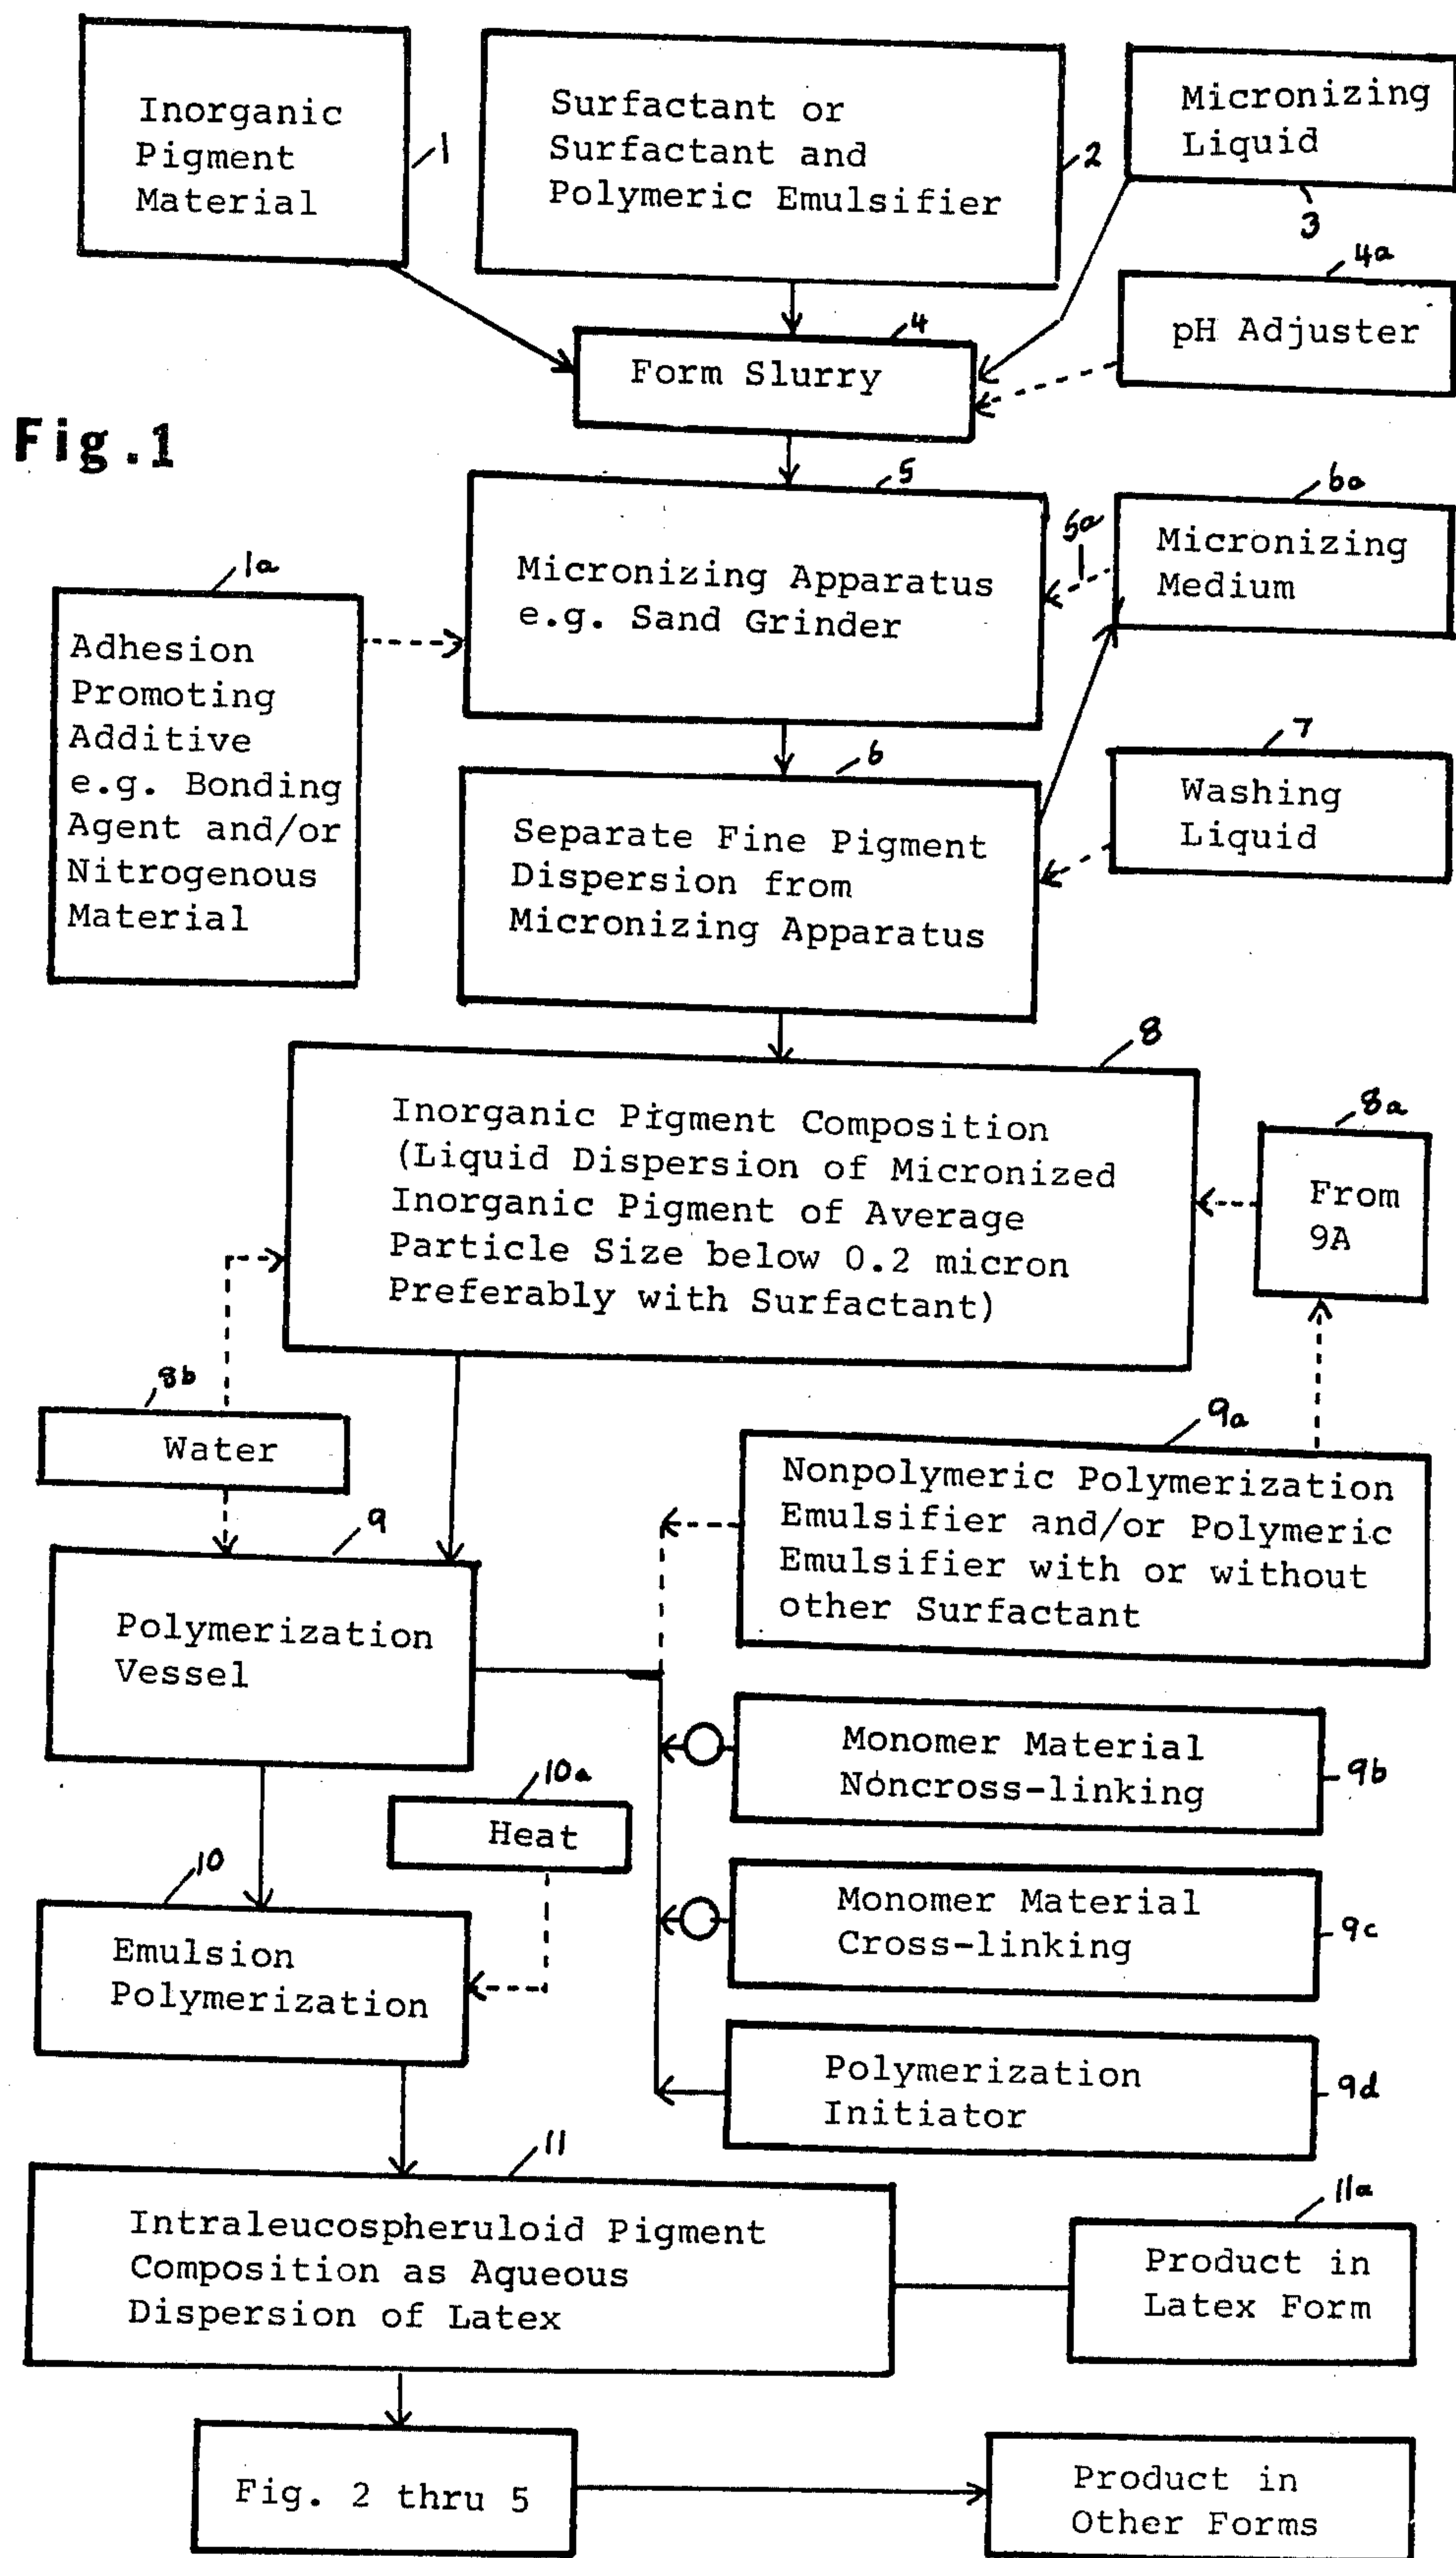 Inorganic
Pigment
Material
1
Surfactant or
Surfactant and
Polymeric Emulsifier
2
Micronizing
Liquid
3
4a
pH Adjuster
4
Form Slurry
Fig.1
5
Micronizing Apparatus
e.g. Sand Grinder
5a
6a
Micronizing
Medium
1a
Adhesion
Promoting
Additive
e.g. Bonding
Agent and/or
Nitrogenous
Material
6
Separate Fine Pigment
Dispersion from
Micronizing Apparatus
7
Washing
Liquid
8
Inorganic Pigment Composition
(Liquid Dispersion of Micronized
Inorganic Pigment of Average
Particle Size below 0.2 micron
Preferably with Surfactant)
8a
From
9A
8b
Water
9a
Nonpolymeric Polymerization
Emulsifier and/or Polymeric
Emulsifier with or without
other Surfactant
9
Polymerization
Vessel
Monomer Material
Noncross-linking
9b
10a
Heat
Monomer Material
Cross-linking
9c
10
Emulsion
Polymerization
Polymerization
Initiator
9d
11
Intraleucospheruloid Pigment
Composition as Aqueous
Dispersion of Latex
11a
Product in
Latex Form
Fig. 2 thru 5
Product in
Other Forms